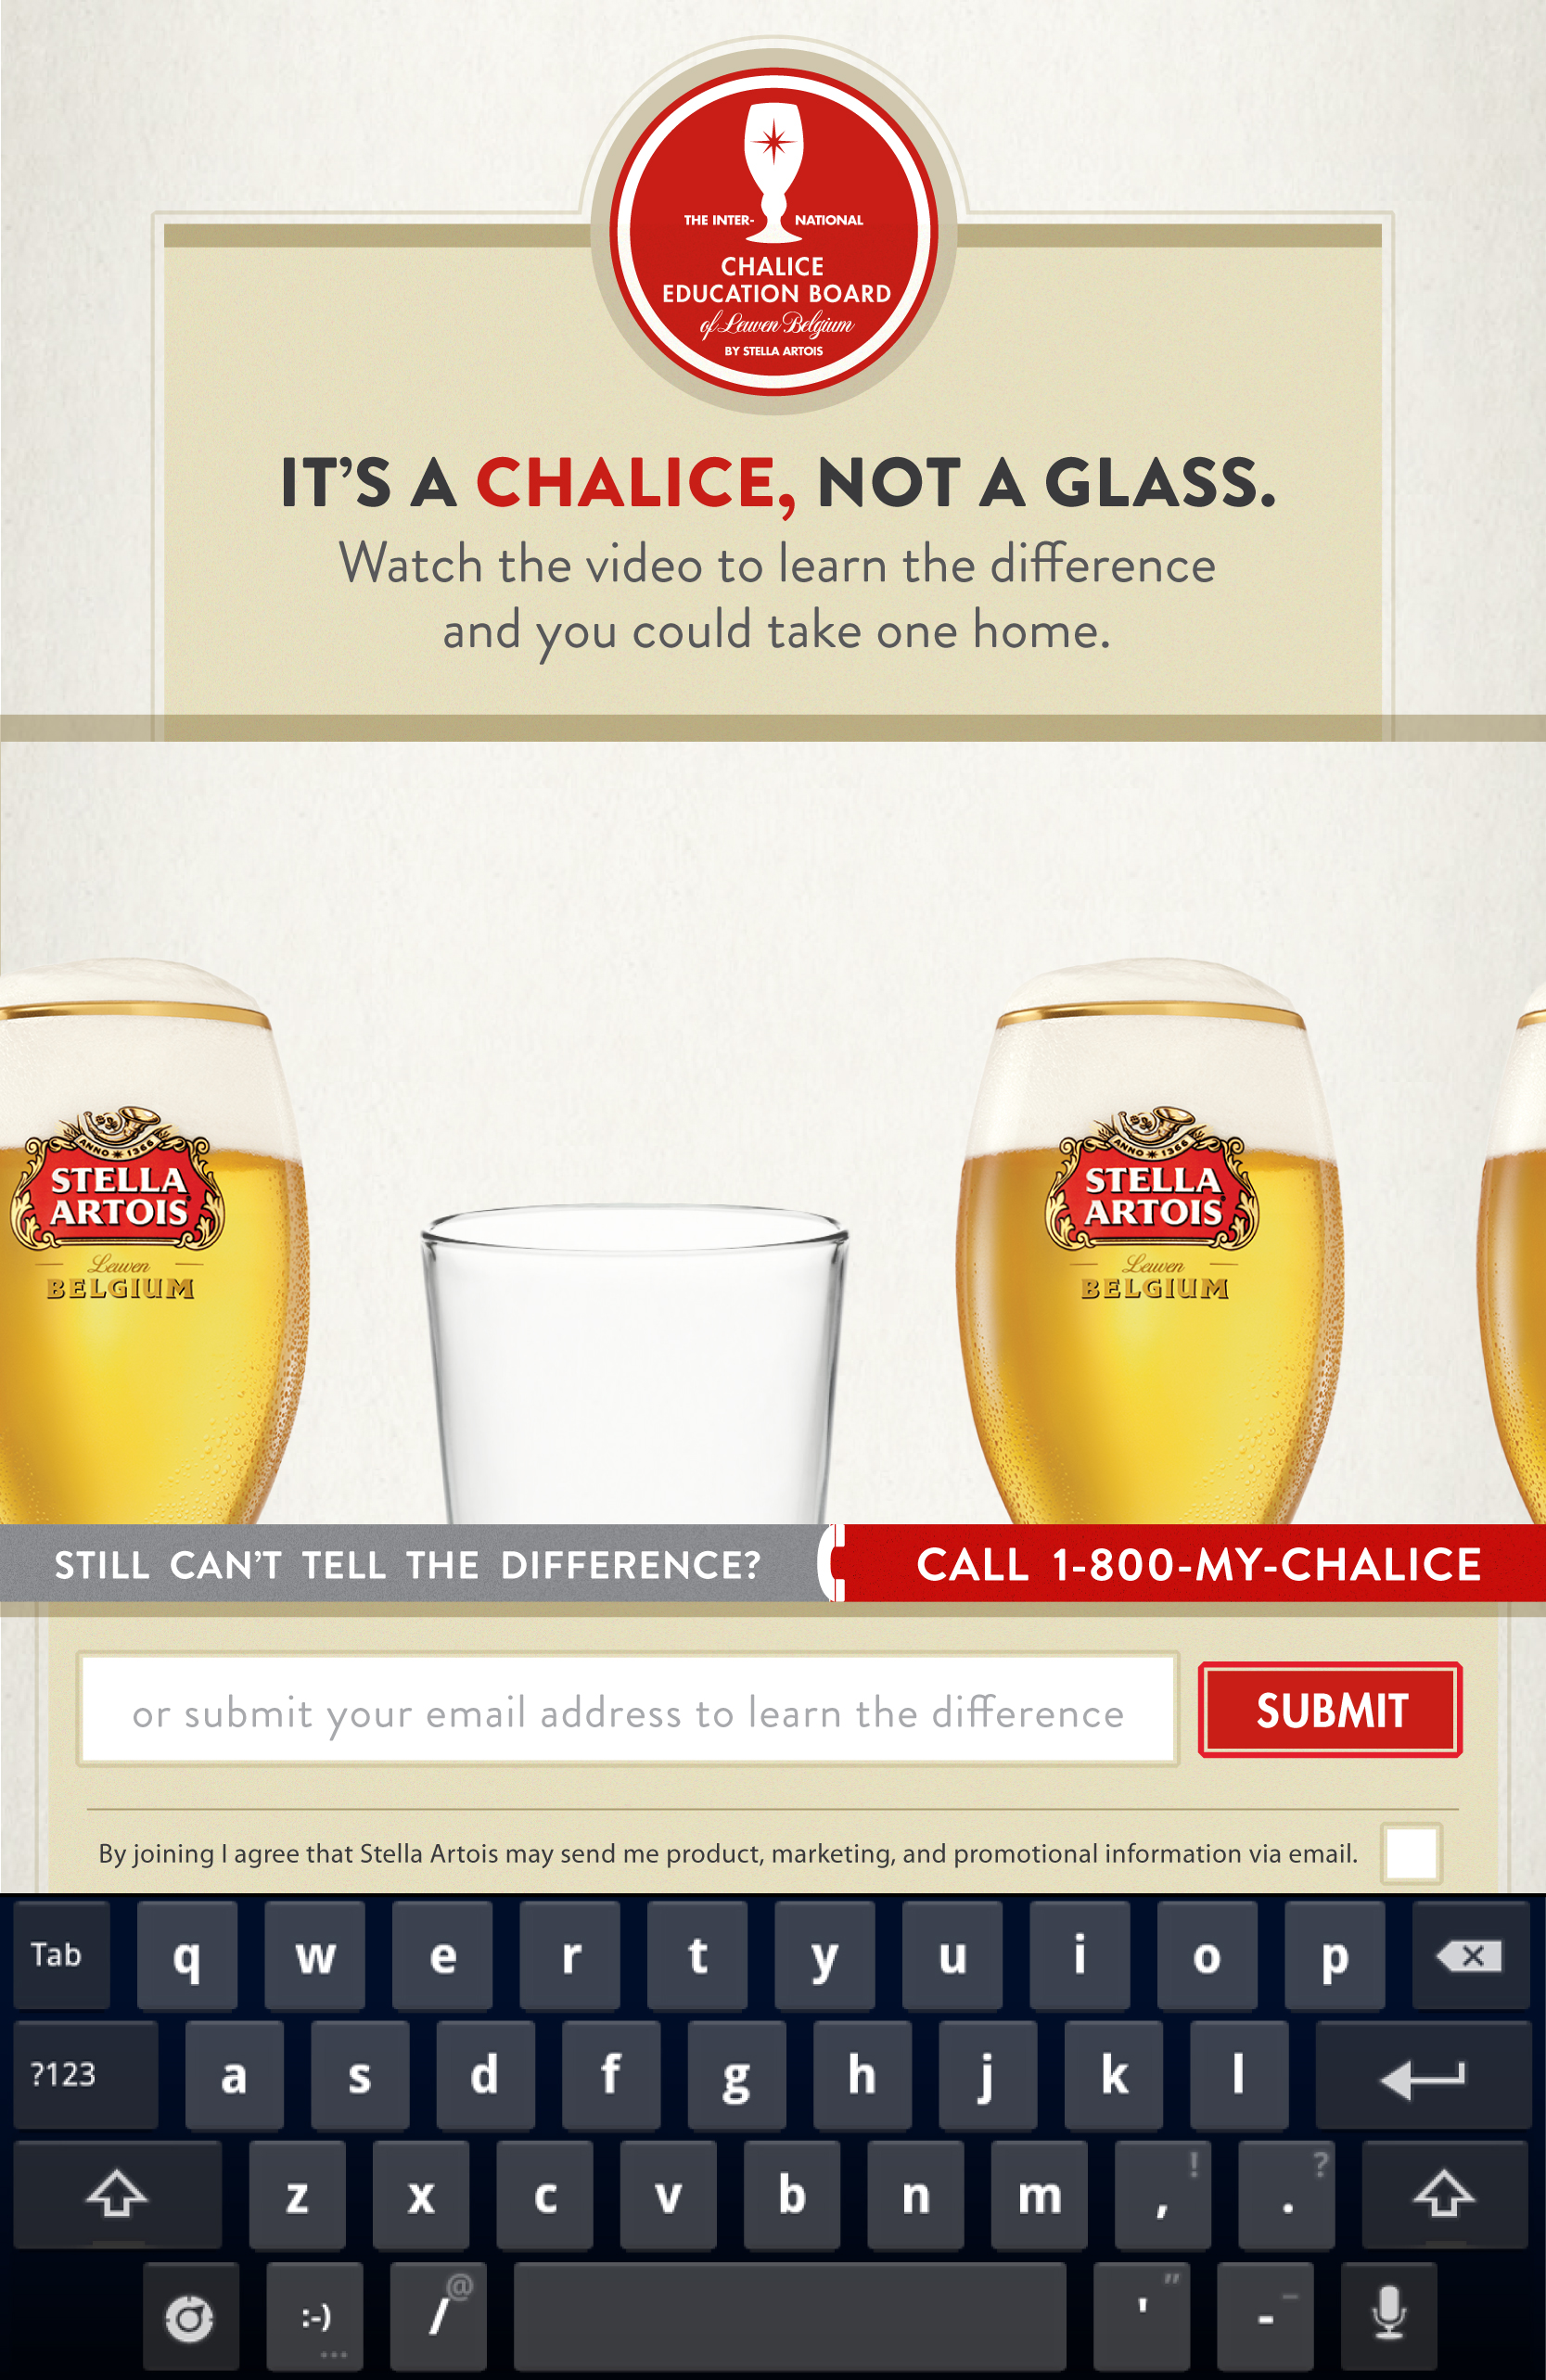 THE INTER- NATIONAL
CHALICE
EDUCATION BOARD
of Leuven Belgium
BY STELLA ARTOIS
IT'S A CHALICE, NOT A GLASS.
Watch the video to learn the difference
and you could take one home.
ANNO 1366
STELLA
ARTOIS
Leuven
BELGIUM
ANNO 1366
STELLA
ARTOIS
Leuven
BELGIUM
STILL CAN'T TELL THE DIFFERENCE?
CALL 1-800-MY-CHALICE
or submit your email address to learn the difference
SUBMIT
By joining I agree that Stella Artois may send me product, marketing, and promotional information via email.
Tab q w e r t y u i o p
?123 a s d f g h j k l
z x c v b n m , ! . ?
:-) ... / @ ' " - _